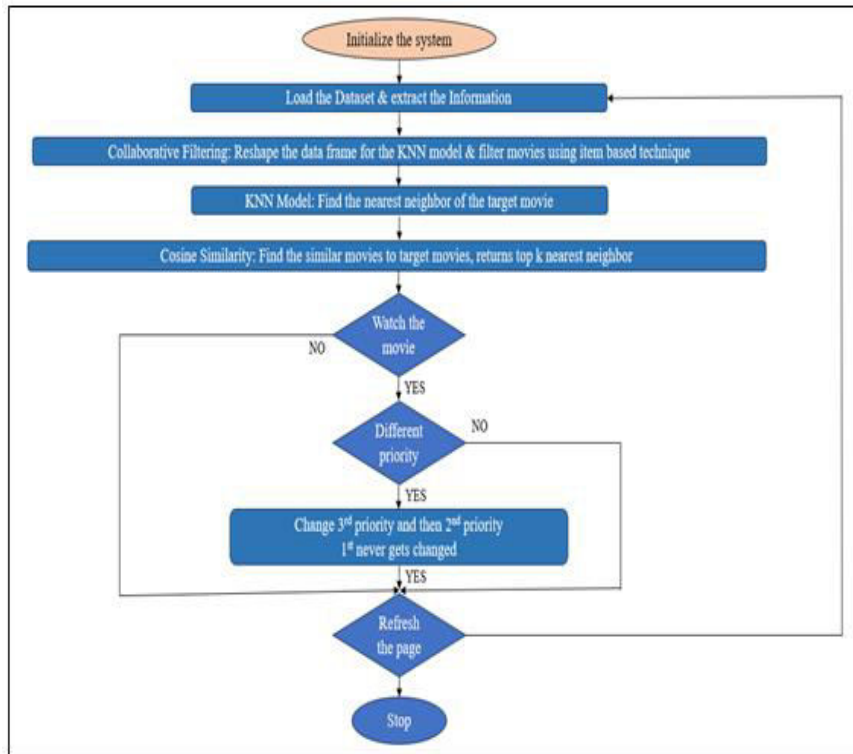 Initialize the system
Load the Dataset & extract the Information
Collaborative Filtering: Reshape the data frame for the KNN model & filter movies using item based technique
KNN Model: Find the nearest neighbor of the target movie
Cosine Similarity: Find the similar movies to target movies, returns top k nearest neighbor
Watch the
movie
NO
YES
Different
priority
NO
YES
Change 3rd priority and then 2nd priority
1st never gets changed
YES
Refresh
the page
Stop